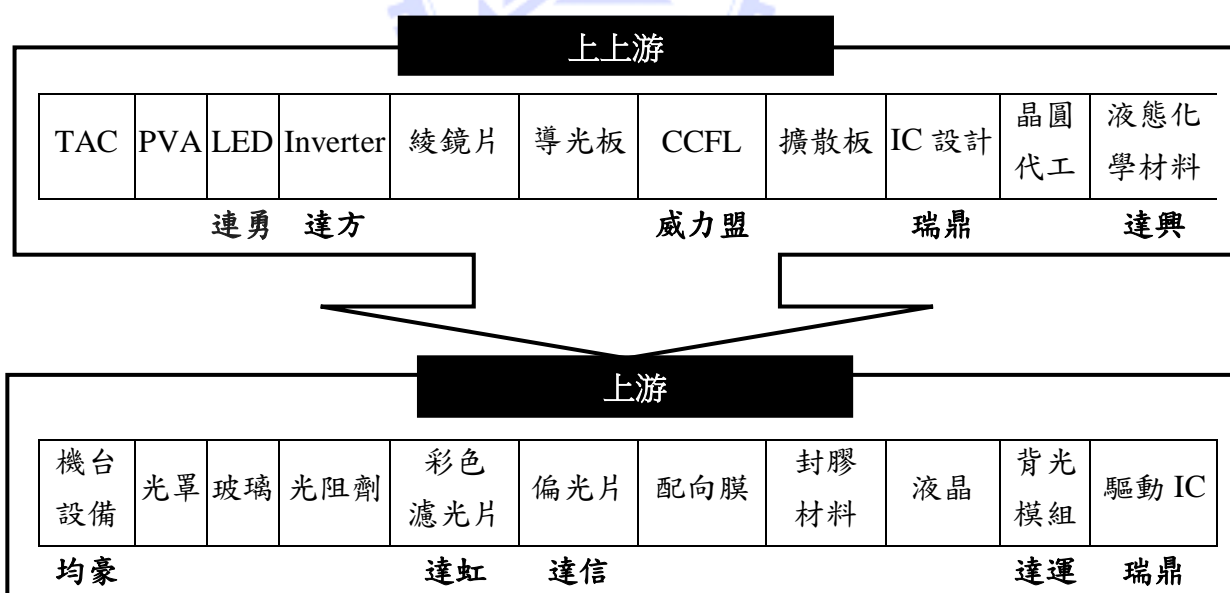 上上游
TAC PVA LED Inverter 綾鏡片 導光板 CCFL 擴散板 IC 設計 晶圓代工 液態化學材料
連勇 達方 威力盟 瑞鼎 達興
上游
機台設備 光罩 玻璃 光阻劑 彩色濾光片 偏光片 配向膜 封膠材料 液晶 背光模組 驅動 IC
均豪 達虹 達信 達運 瑞鼎